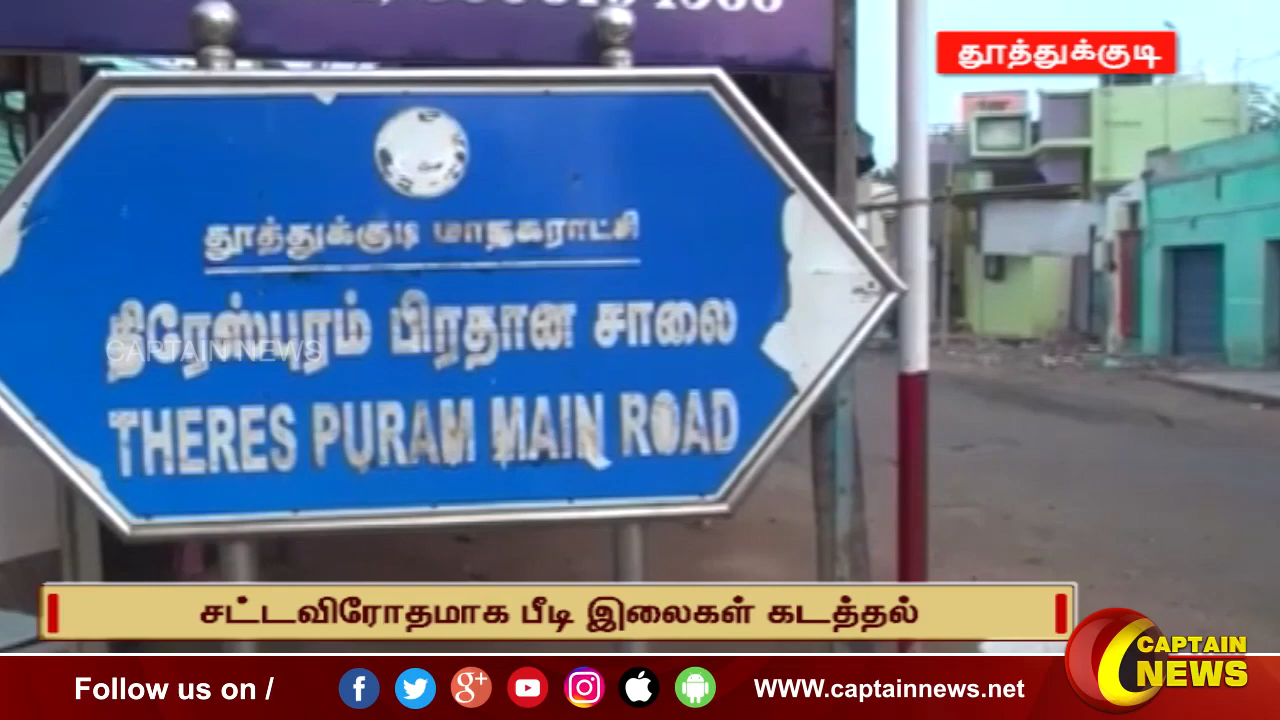 தூத்துக்குடி
தூத்துக்குடி மாநகராட்சி
திரேஸ்புரம் பிரதான சாலை
CAPTAIN NEWS
THERES PURAM MAIN ROAD
சட்டவிரோதமாக பீடி இலைகள் கடத்தல்
CAPTAIN
NEWS
Follow us on / WWW.captainnews.net